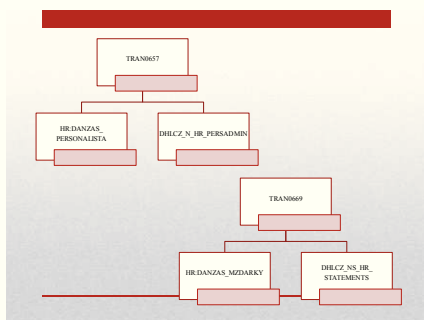 TRAN0657
HR:DANZAS_
PERSONALISTA
DHLCZ_N_HR_PERSADMIN
TRAN0669
HR:DANZAS_MZDARKY
DHLCZ_NS_HR_
STATEMENTS